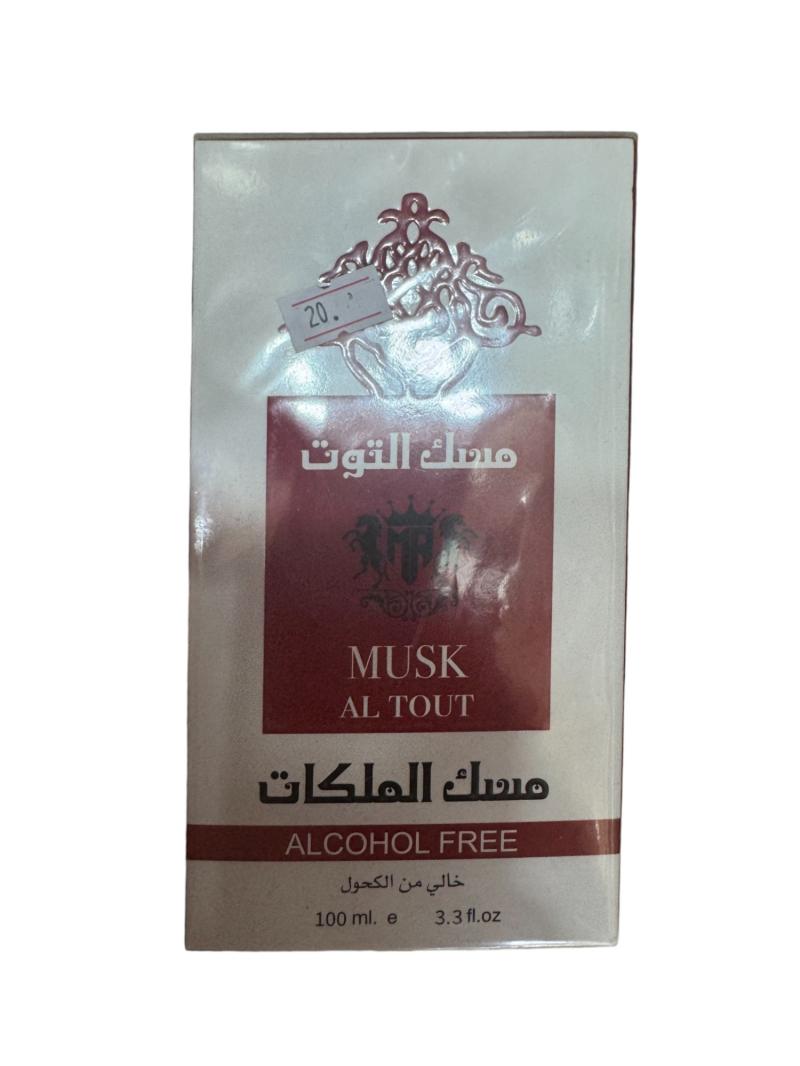 20.
مسك التوت
MUSK
AL TOUT
مسك الملكات
ALCOHOL FREE
خالي من الكحول
100 ml. e 3.3 fl.oz